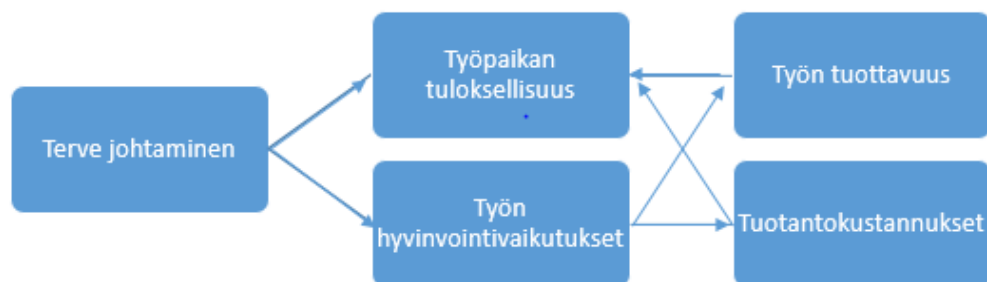 Terve johtaminen
Työpaikan
tuloksellisuus
Työn
hyvinvointivaikutukset
Työn tuottavuus
Tuotantokustannukset